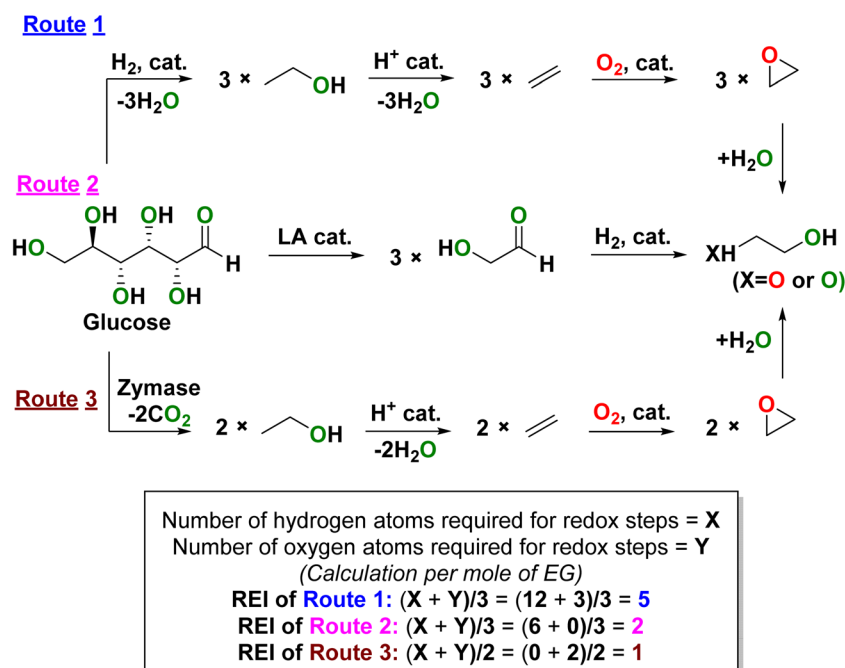 Route 1
H₂, cat.
-3H₂O
3 × OH
H⁺ cat.
-3H₂O
3 ×
O₂, cat.
3 × O
+H₂O
Route 2
HO OH OH O H
OH OH
Glucose
LA cat.
3 × HO O H
H₂, cat.
XH OH
(X=O or O)
+H₂O
Route 3
Zymase
-2CO₂
2 × OH
H⁺ cat.
-2H₂O
2 ×
O₂, cat.
2 × O
Number of hydrogen atoms required for redox steps = X
Number of oxygen atoms required for redox steps = Y
(Calculation per mole of EG)
REI of Route 1: (X + Y)/3 = (12 + 3)/3 = 5
REI of Route 2: (X + Y)/3 = (6 + 0)/3 = 2
REI of Route 3: (X + Y)/2 = (0 + 2)/2 = 1